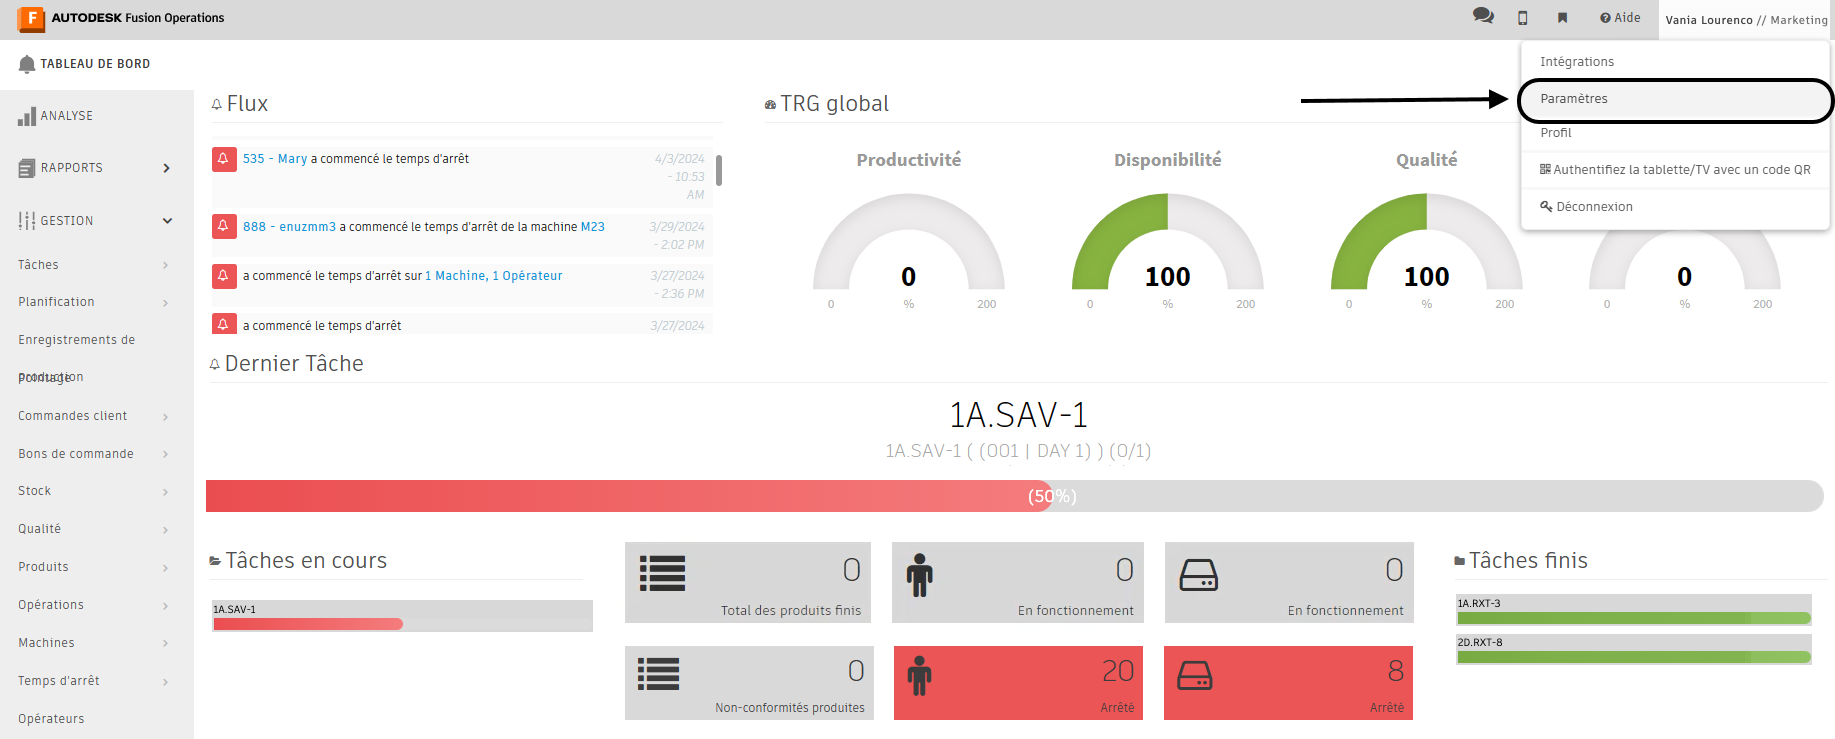 AUTODESK Fusion Operations
Aide
Vania Lourenco // Marketing
TABLEAU DE BORD
Intégrations
Paramètres
Profil
Authentifiez la tablette/TV avec un code QR
Déconnexion
ANALYSE
RAPPORTS
GESTION
Tâches
Planification
Enregistrements de
production
Pointage
Commandes client
Bons de commande
Stock
Qualité
Produits
Opérations
Machines
Temps d'arrêt
Opérateurs
Flux
535 - Mary a commencé le temps d'arrêt
4/3/2024
- 10:53
AM
888 - enuzmm3 a commencé le temps d'arrêt de la machine M23
3/29/2024
- 2:02 PM
a commencé le temps d'arrêt sur 1 Machine, 1 Opérateur
3/27/2024
- 2:36 PM
a commencé le temps d'arrêt
3/27/2024
TRG global
Productivité
0
0 % 200
Disponibilité
100
0 % 200
Qualité
100
0 % 200
0
0 % 200
Dernier Tâche
1A.SAV-1
1A.SAV-1 ( (001 | DAY 1) ) (0/1)
(50%)
Tâches en cours
1A.SAV-1
0
Total des produits finis
0
En fonctionnement
0
En fonctionnement
0
Non-conformités produites
20
Arrêté
8
Arrêté
Tâches finis
1A.RXT-3
2D.RXT-8